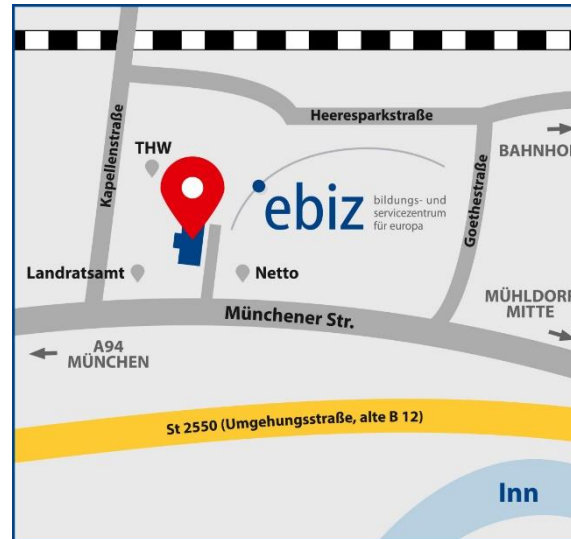 Kapellenstraße
Heeresparkstraße
THW
BAHNHOF
Goethestraße
ebiz
bildungs- und
servicezentrum
für europa
Landratsamt
Netto
MÜHLDORF
MITTE
Münchener Str.
A94
MÜNCHEN
St 2550 (Umgehungsstraße, alte B 12)
Inn